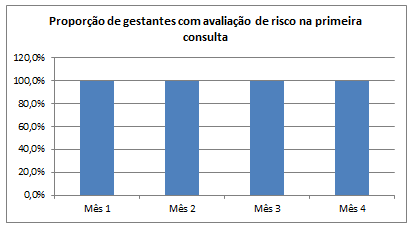 Proporção de gestantes com avaliação de risco na primeira
consulta
120,0%
100,0%
80,0%
60,0%
40,0%
20,0%
0,0%
Mês 1 Mês 2 Mês 3 Mês 4